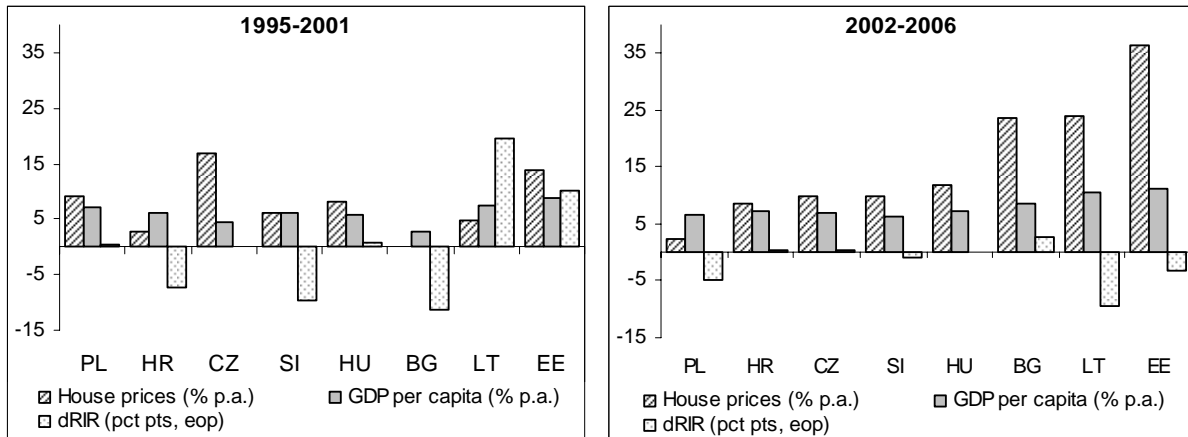 1995-2001
35
25
15
5
-5
-15
PL HR CZ SI HU BG LT EE
House prices (% p.a.) GDP per capita (% p.a.)
dRIR (pct pts, eop)
2002-2006
35
25
15
5
-5
-15
PL HR CZ SI HU BG LT EE
House prices (% p.a.) GDP per capita (% p.a.)
dRIR (pct pts, eop)